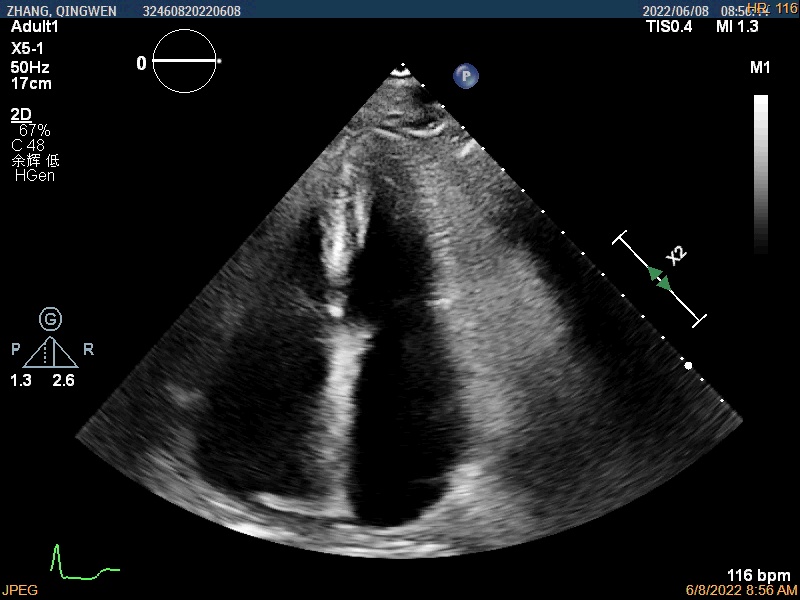 ZHANG, QINGWEN 32460820220608 2022/06/08 HR: 116
Adult1 TIS0.4 MI 1.3
X5-1
50Hz
17cm
0
P
M1
2D
67%
C 48
余辉 低
HGen
X2
G
P R
1.3 2.6
116 bpm
JPEG 6/8/2022 8:56 AM